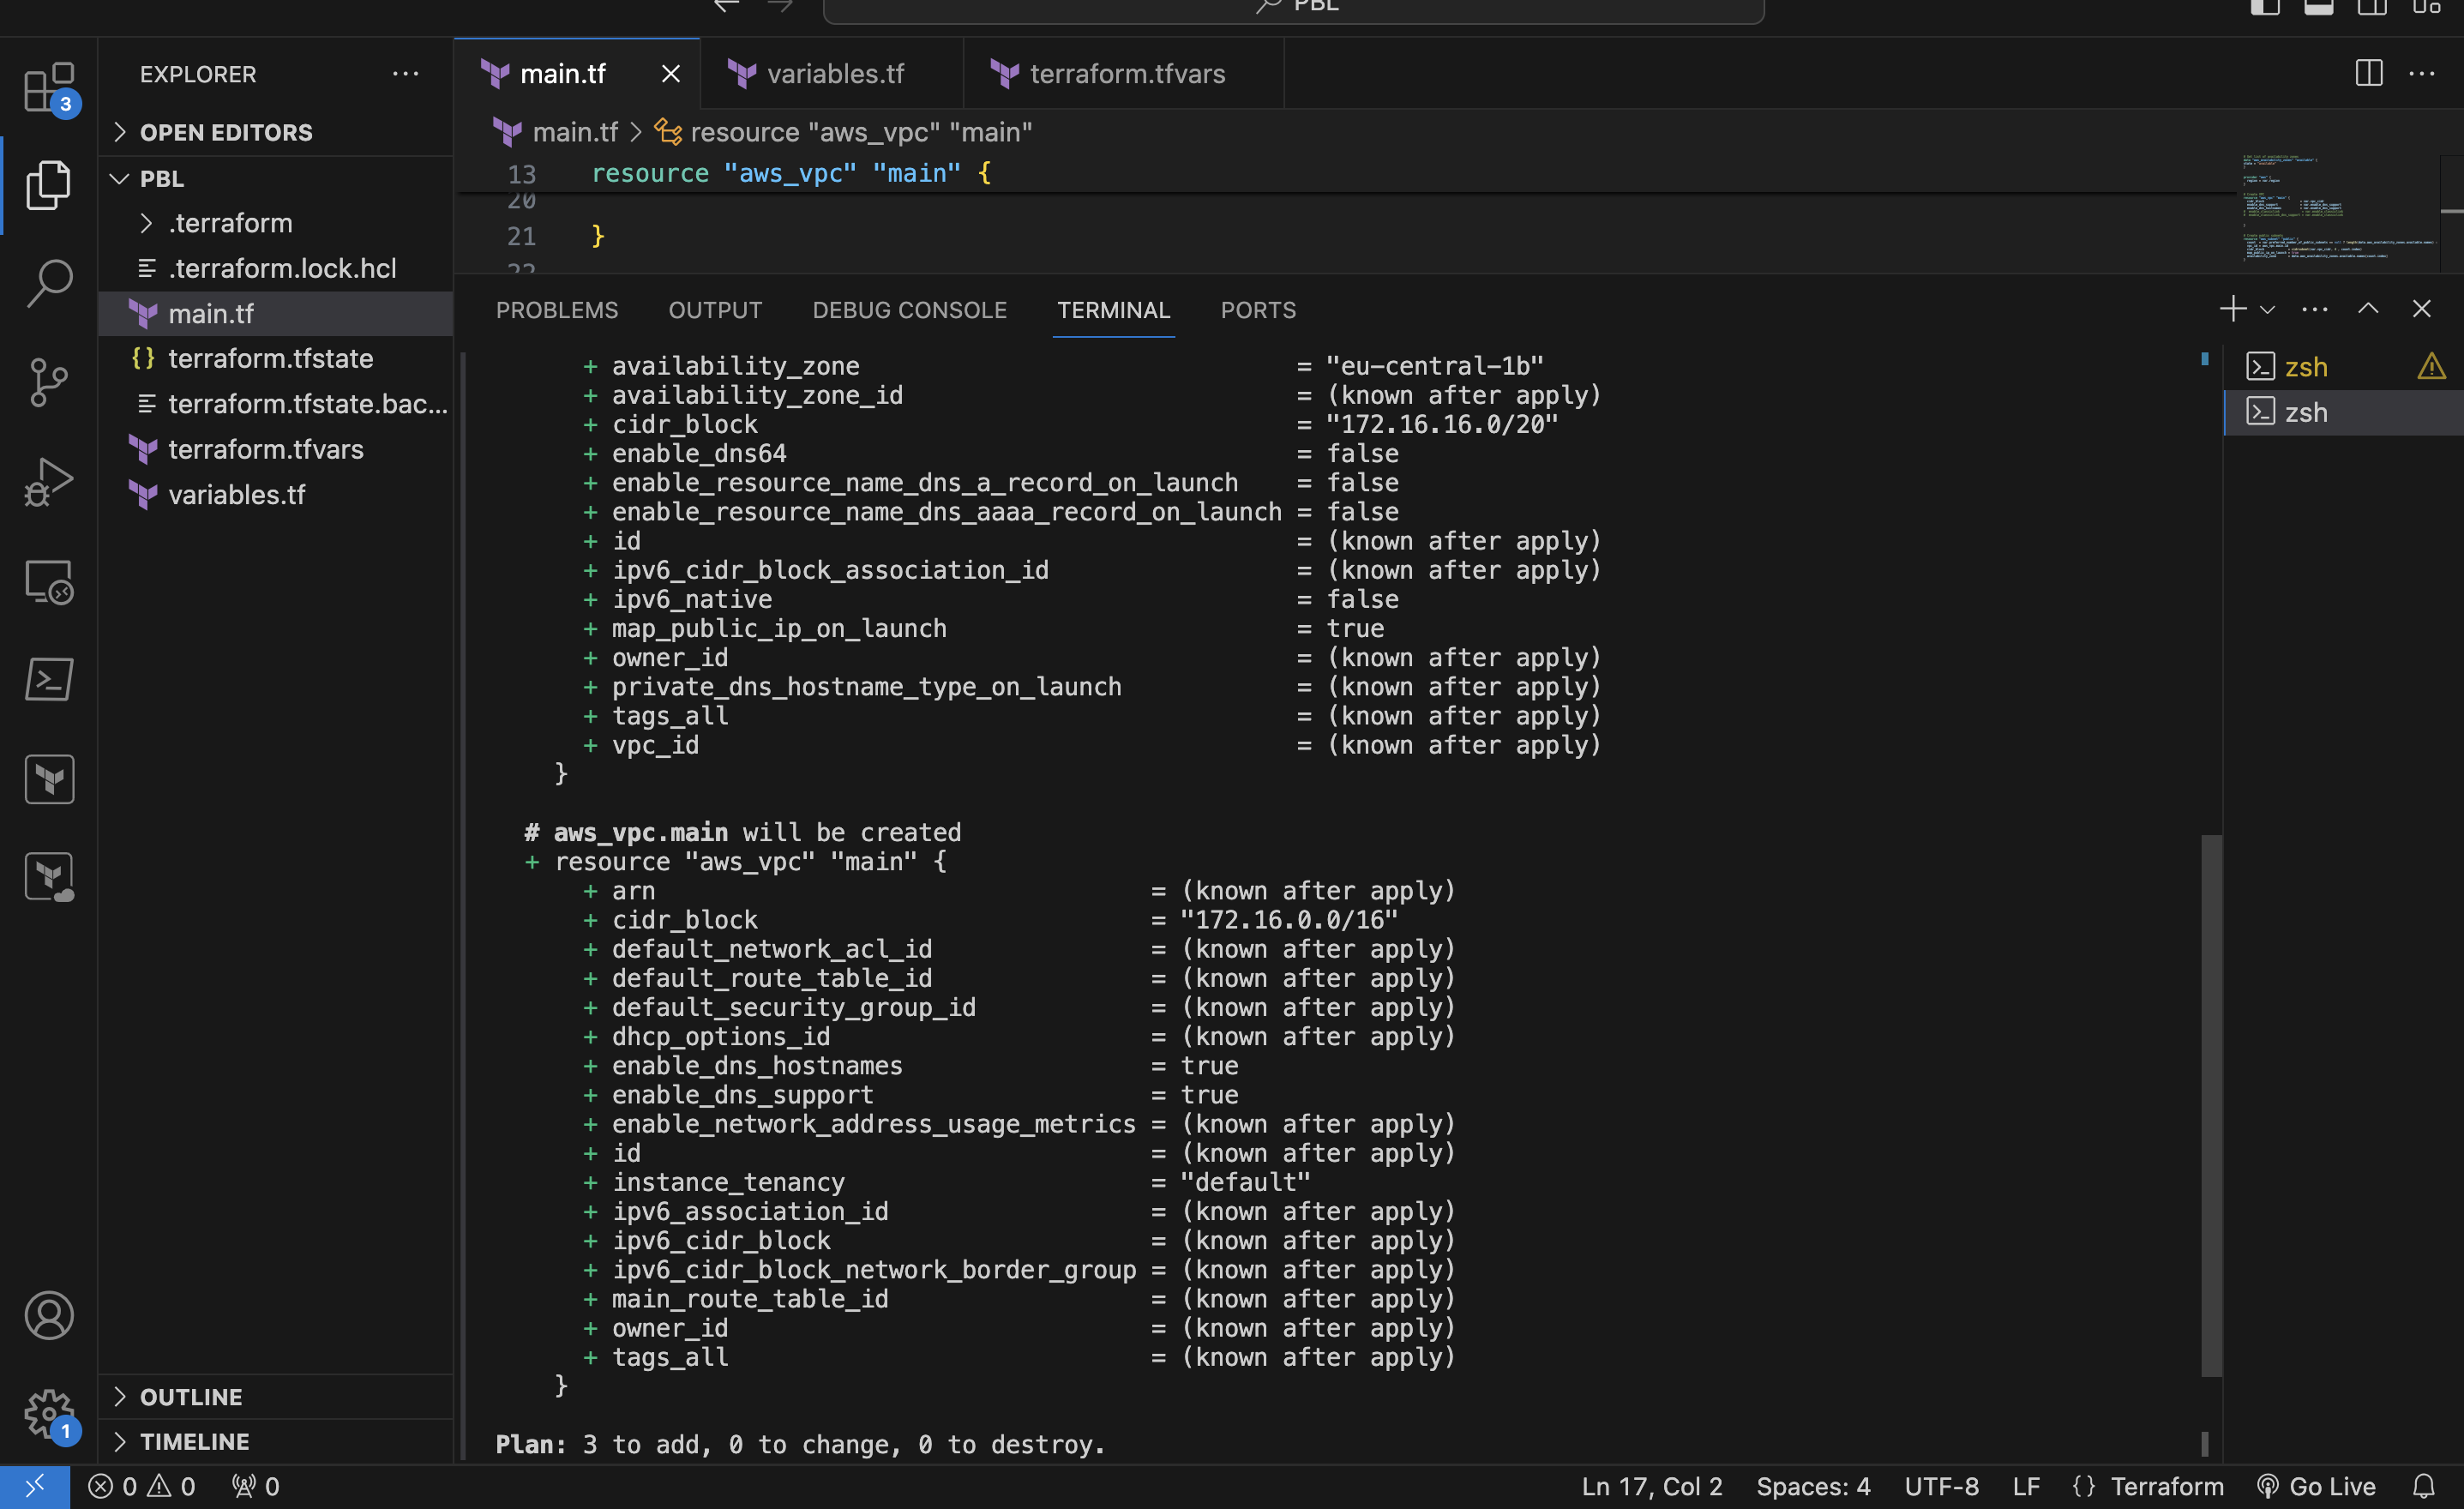 PBL
3
EXPLORER
OPEN EDITORS
PBL
.terraform
.terraform.lock.hcl
main.tf
terraform.tfstate
terraform.tfstate.bac...
terraform.tfvars
variables.tf
OUTLINE
TIMELINE
1
main.tf
variables.tf
terraform.tfvars
main.tf > resource "aws_vpc" "main"
13 resource "aws_vpc" "main" {
20
21 }
22
PROBLEMS OUTPUT DEBUG CONSOLE TERMINAL PORTS
+ availability_zone = "eu-central-1b"
+ availability_zone_id = (known after apply)
+ cidr_block = "172.16.16.0/20"
+ enable_dns64 = false
+ enable_resource_name_dns_a_record_on_launch = false
+ enable_resource_name_dns_aaaa_record_on_launch = false
+ id = (known after apply)
+ ipv6_cidr_block_association_id = (known after apply)
+ ipv6_native = false
+ map_public_ip_on_launch = true
+ owner_id = (known after apply)
+ private_dns_hostname_type_on_launch = (known after apply)
+ tags_all = (known after apply)
+ vpc_id = (known after apply)
}
# aws_vpc.main will be created
+ resource "aws_vpc" "main" {
+ arn = (known after apply)
+ cidr_block = "172.16.0.0/16"
+ default_network_acl_id = (known after apply)
+ default_route_table_id = (known after apply)
+ default_security_group_id = (known after apply)
+ dhcp_options_id = (known after apply)
+ enable_dns_hostnames = true
+ enable_dns_support = true
+ enable_network_address_usage_metrics = (known after apply)
+ id = (known after apply)
+ instance_tenancy = "default"
+ ipv6_association_id = (known after apply)
+ ipv6_cidr_block = (known after apply)
+ ipv6_cidr_block_network_border_group = (known after apply)
+ main_route_table_id = (known after apply)
+ owner_id = (known after apply)
+ tags_all = (known after apply)
}
Plan: 3 to add, 0 to change, 0 to destroy.
zsh
zsh
0 0 0
Ln 17, Col 2 Spaces: 4 UTF-8 LF {} Terraform Go Live